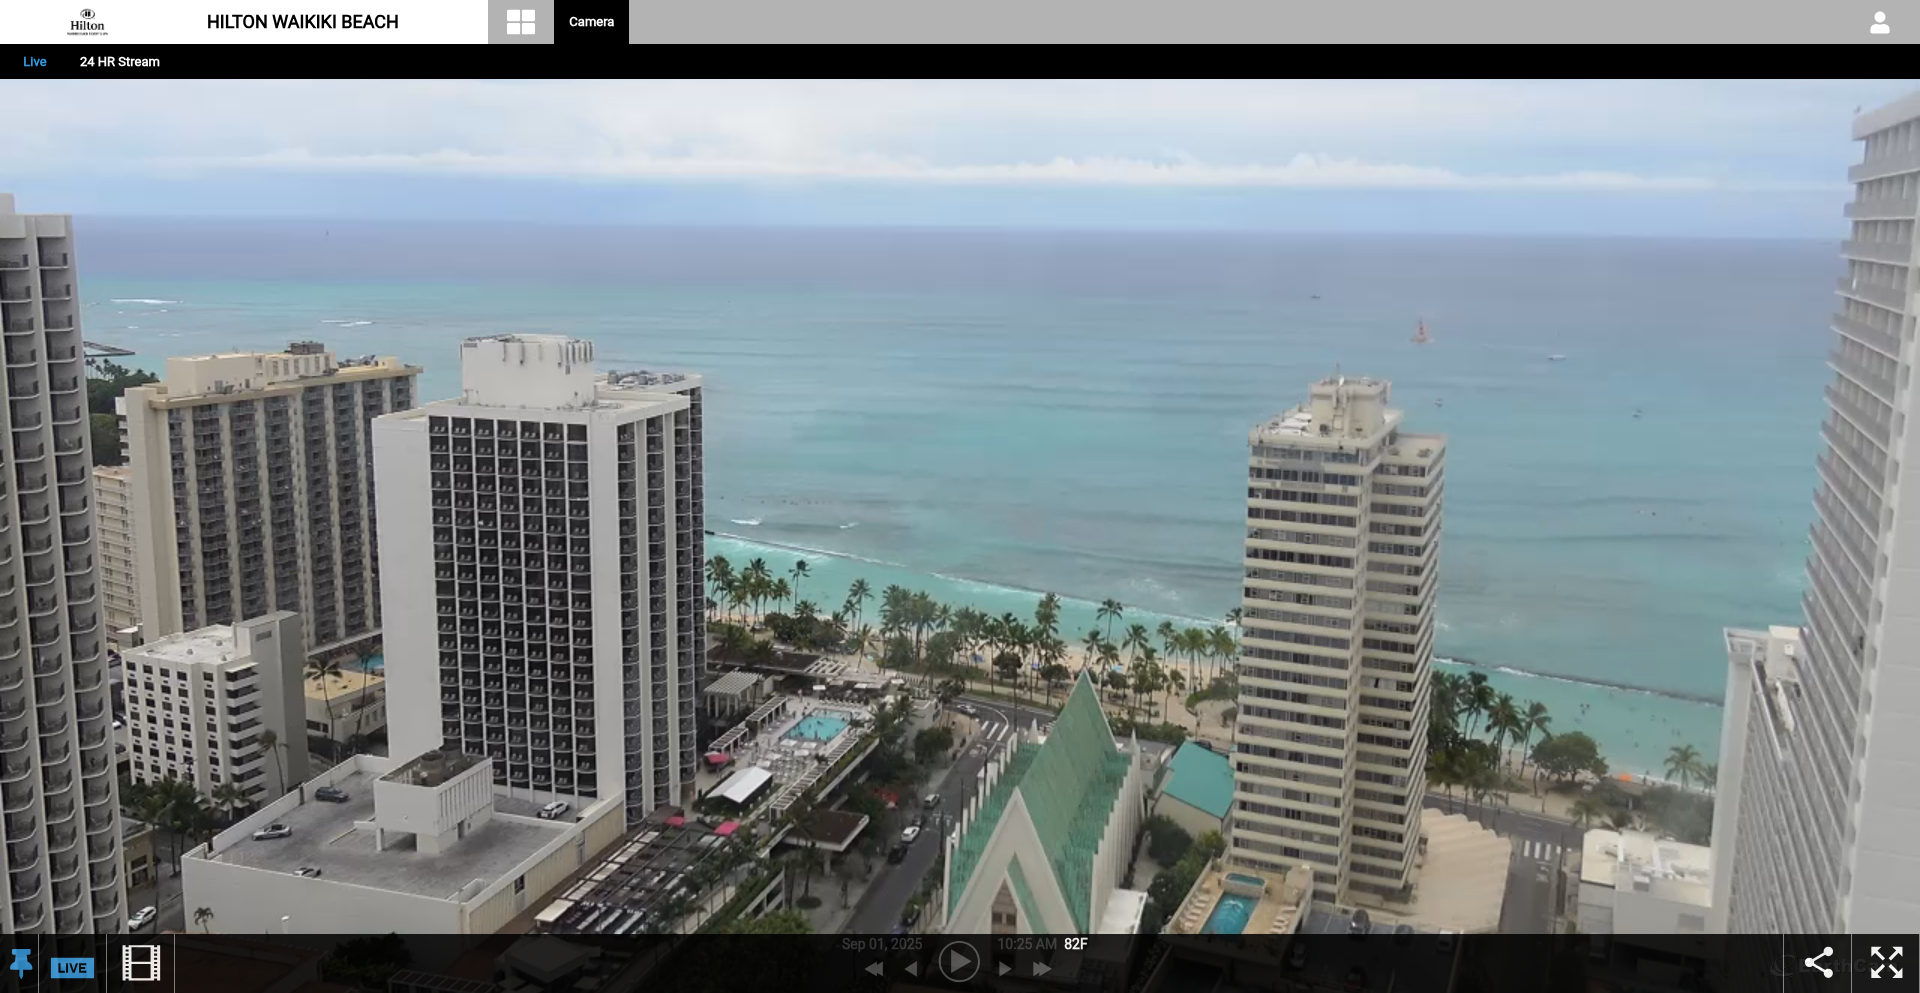 Hilton
HILTON WAIKIKI BEACH
Camera
Live
24 HR Stream
Sep 01, 2025
10:25 AM
82F
LIVE